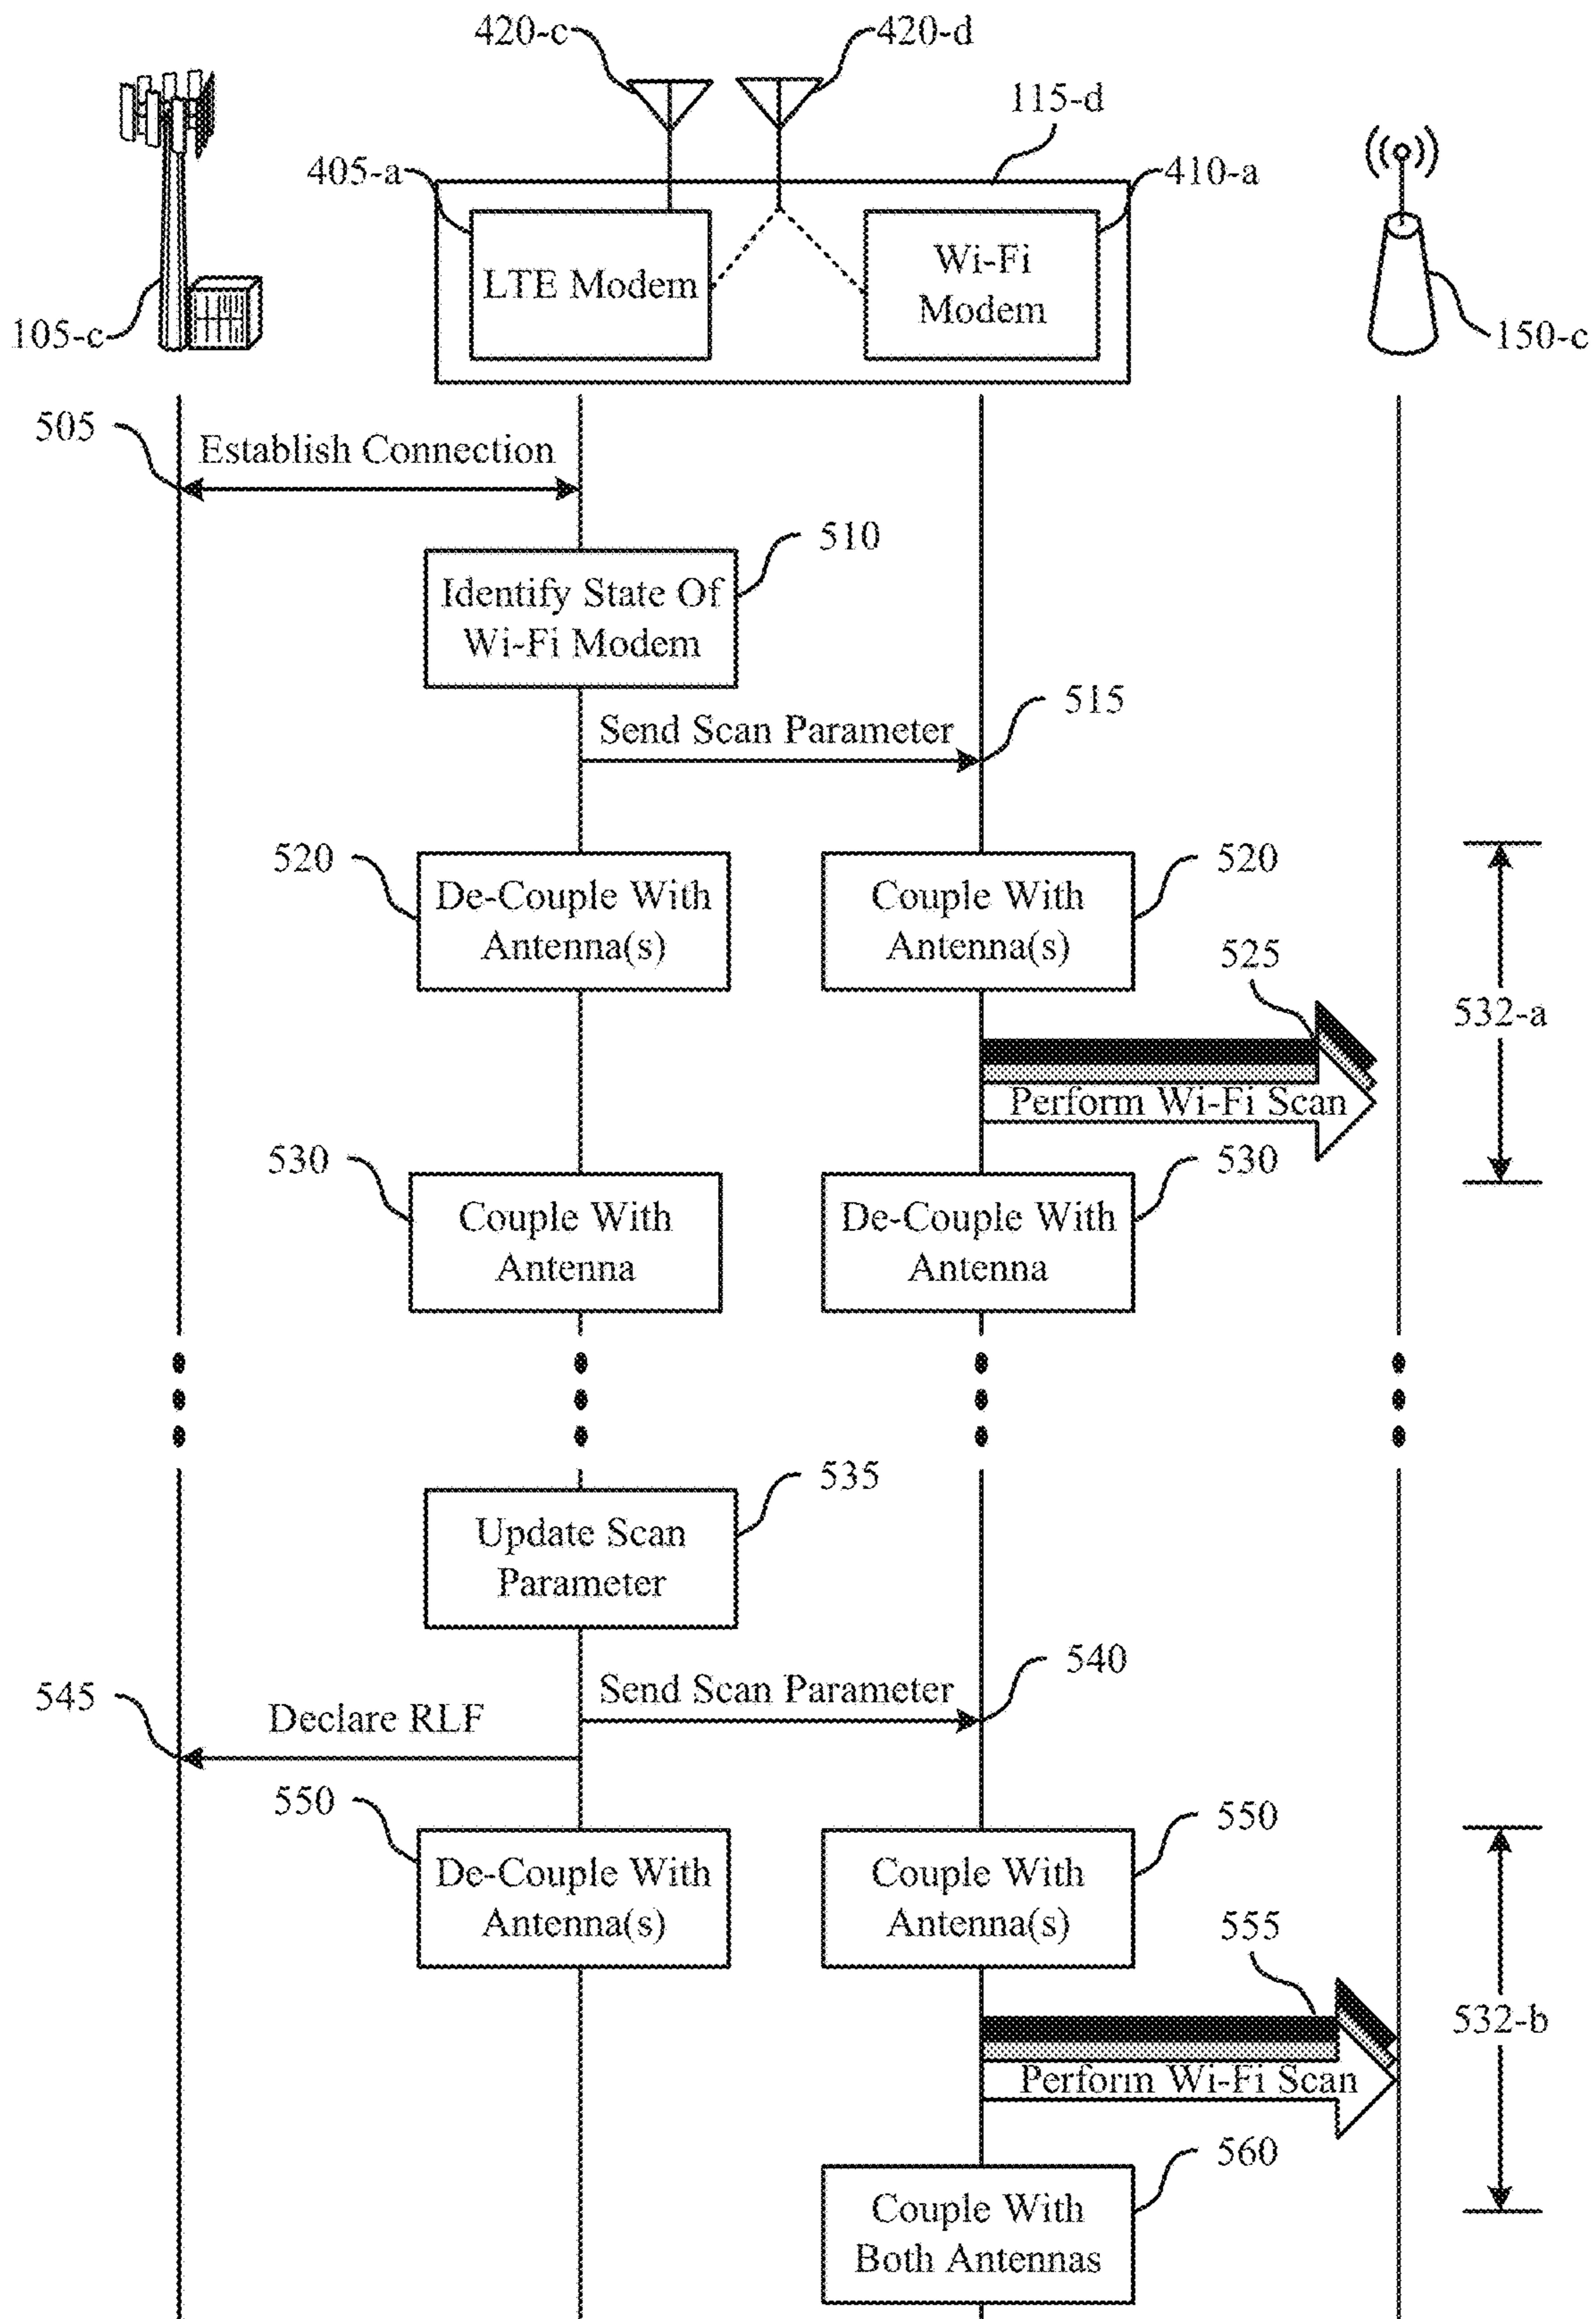 420-c
420-d
115-d
405-a
410-a
LTE Modem
Wi-Fi
Modem
105-c
150-c
505
Establish Connection
510
Identify State Of
Wi-Fi Modem
515
Send Scan Parameter
520
De-Couple With
Antenna(s)
Couple With
Antenna(s)
520
525
532-a
Perform Wi-Fi Scan
530
Couple With
Antenna
De-Couple With
Antenna
530
535
Update Scan
Parameter
540
Send Scan Parameter
545
Declare RLF
550
De-Couple With
Antenna(s)
Couple With
Antenna(s)
550
555
532-b
Perform Wi-Fi Scan
560
Couple With
Both Antennas